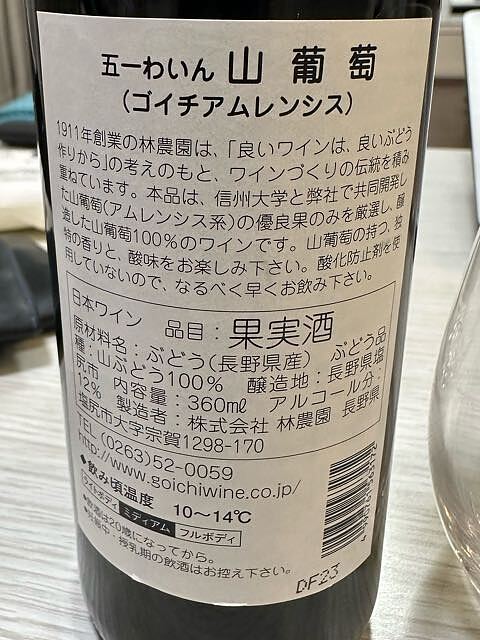 五一わいん 山葡萄
（ゴイチアムレンシス）
1911年創業の林農園は、「良いワインは、良いぶどう
作りから」の考えのもと、ワインづくりの伝統を積み
重ねています。本品は、信州大学と弊社で共同開発し
た山葡萄(アムレンシス系)の優良果のみを厳選し、醸
造した山葡萄100％のワインです。山葡萄の持つ、独
特の香りと、酸味をお楽しみ下さい。酸化防止剤を使
用していないので、なるべく早くお飲み下さい。
日本ワイン 品目：果実酒
原材料名：ぶどう(長野県産) ぶどう品
種：山ぶどう100％ 醸造地：長野県塩
尻市 内容量：360㎖ アルコール分：
12％ 製造者：株式会社 林農園 長野県
塩尻市大字宗賀1298-170
TEL(0263)52-0059
http://www.goichiwine.co.jp/
●飲み頃温度 10〜14℃
ライトボディ ミディアム フルボディ
●飲酒は20歳になってから。
●妊娠中・授乳期の飲酒はお控え下さい。
DF23